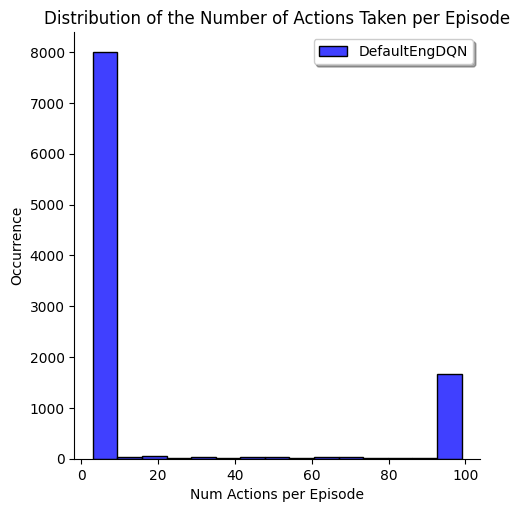 Distribution of the Number of Actions Taken per Episode
DefaultEngDQN
8000
7000
6000
5000
4000
3000
2000
1000
0
Occurrence
0 20 40 60 80 100
Num Actions per Episode